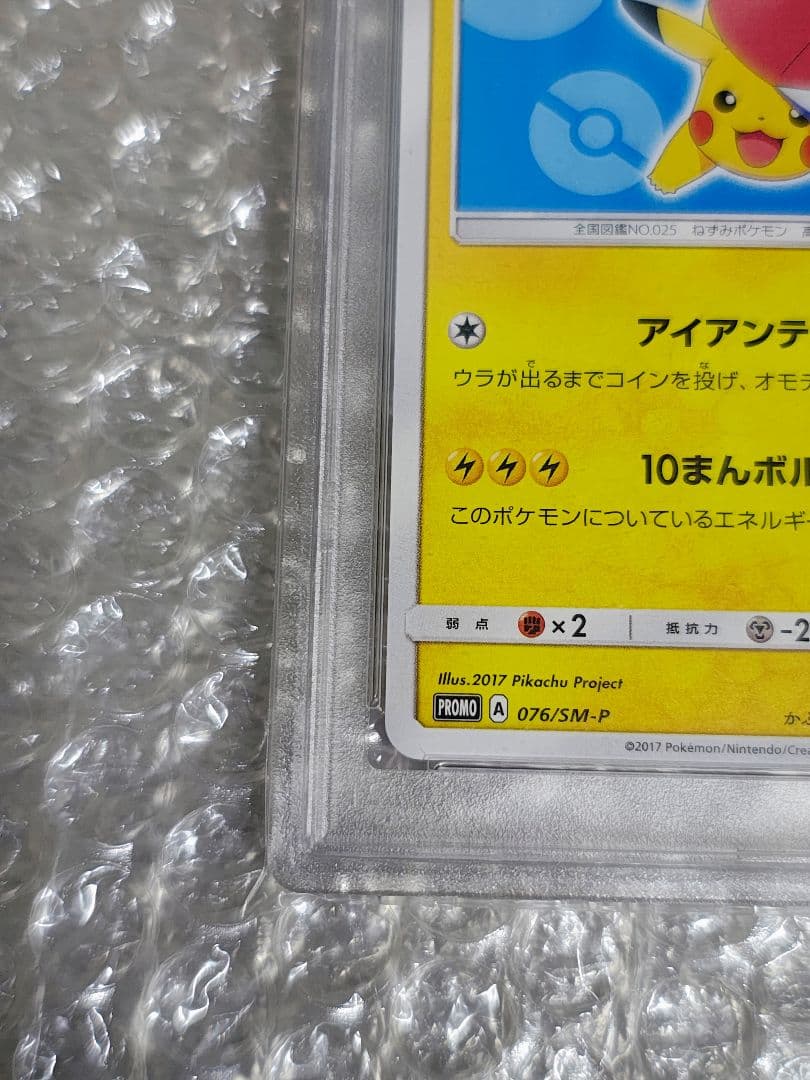 全国図鑑NO.025 ねずみポケモン
アイアンテ
ウラが出るまでコインを投げ、オモテ
10まんボル
このポケモンについているエネルギー
弱点 ×2 抵抗力 -2
Illus.2017 Pikachu Project
PROMO A 076/SM-P
©2017 Pokémon/Nintendo/Crea